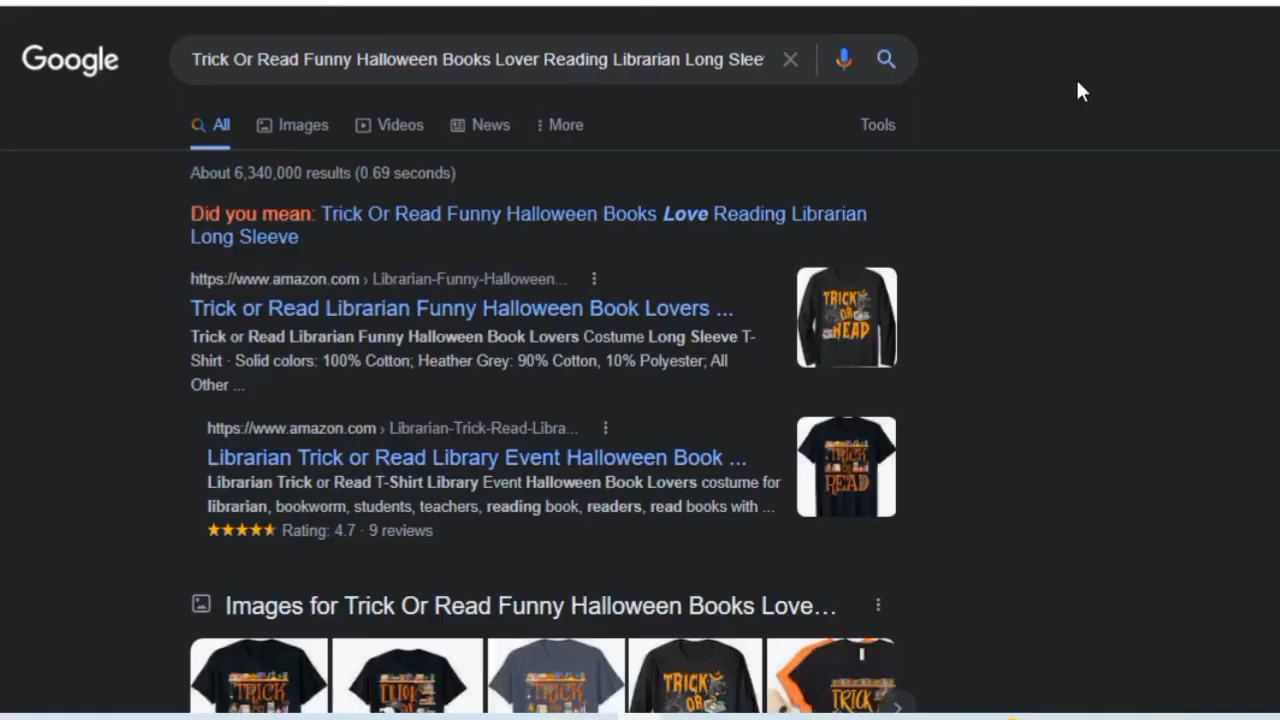 Google
Trick Or Read Funny Halloween Books Lover Reading Librarian Long Slee
All
Images
Videos
News
More
Tools
About 6,340,000 results (0.69 seconds)
Did you mean: Trick Or Read Funny Halloween Books Love Reading Librarian
Long Sleeve
https://www.amazon.com › Librarian-Funny-Halloween...
Trick or Read Librarian Funny Halloween Book Lovers ...
Trick or Read Librarian Funny Halloween Book Lovers Costume Long Sleeve T-
Shirt · Solid colors: 100% Cotton; Heather Grey: 90% Cotton, 10% Polyester; All
Other ...
TRICK
OR
READ
https://www.amazon.com › Librarian-Trick-Read-Libra...
Librarian Trick or Read Library Event Halloween Book ...
Librarian Trick or Read T-Shirt Library Event Halloween Book Lovers costume for
librarian, bookworm, students, teachers, reading book, readers, read books with ...
Rating: 4.7 · 9 reviews
TRICK
OR
READ
Images for Trick Or Read Funny Halloween Books Love...
TRICK
TRICK
TRICK
TRICK
OR
TRICK